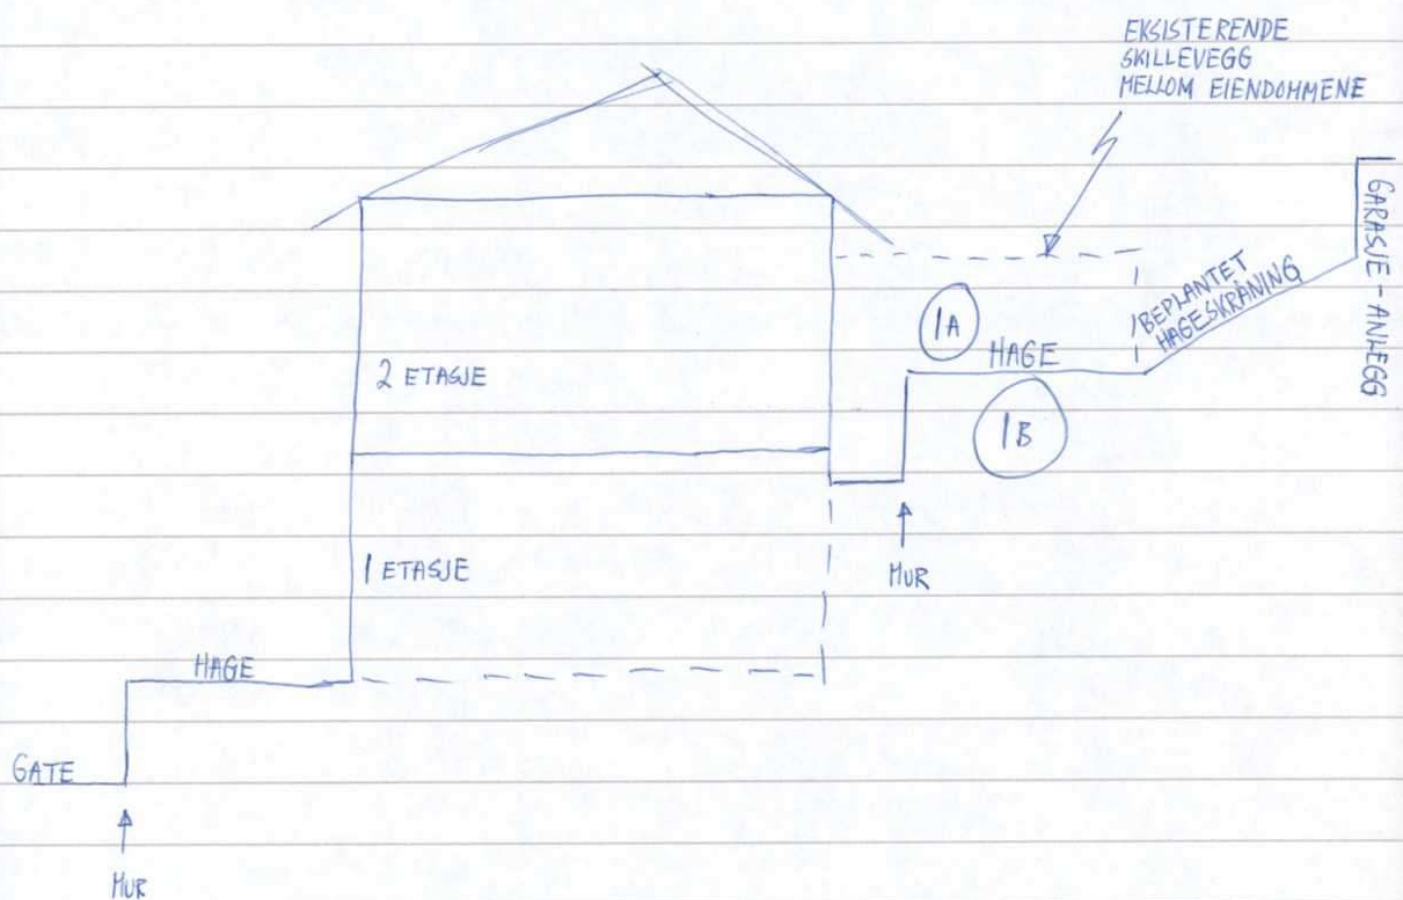 EKSISTERENDE
SKILLEVEGG
MELLOM EIENDOMMENE
GARASJE-ANLEGG
BEPLANTET
HAGESKRÅNING
1A
HAGE
2 ETASJE
1B
1 ETASJE
MUR
HAGE
GATE
MUR